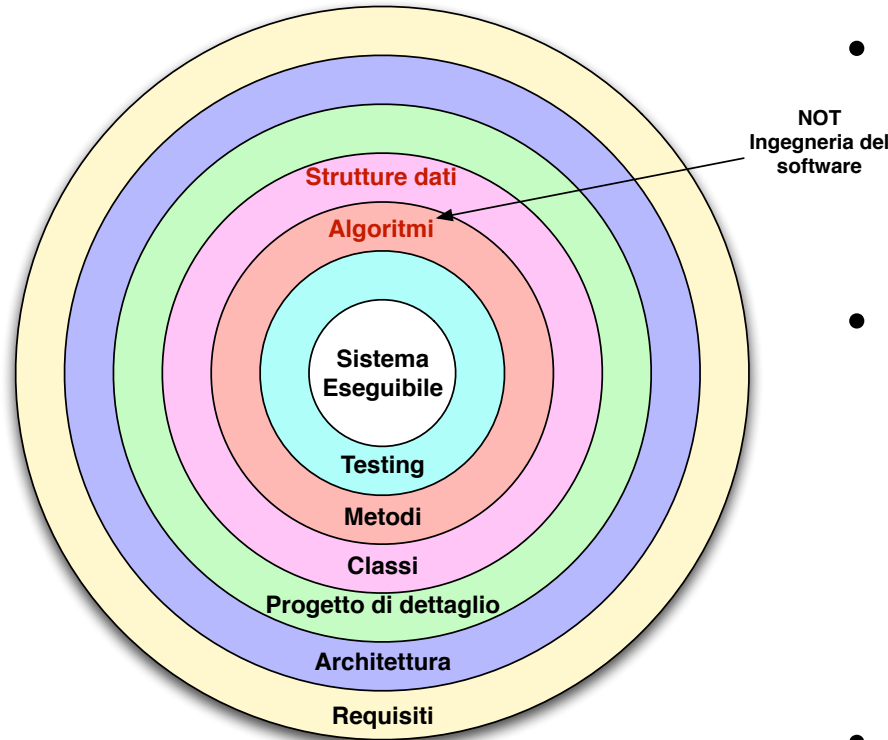 NOT
Ingegneria del
software
Strutture dati
Algoritmi
Sistema
Eseguibile
Testing
Metodi
Classi
Progetto di dettaglio
Architettura
Requisiti